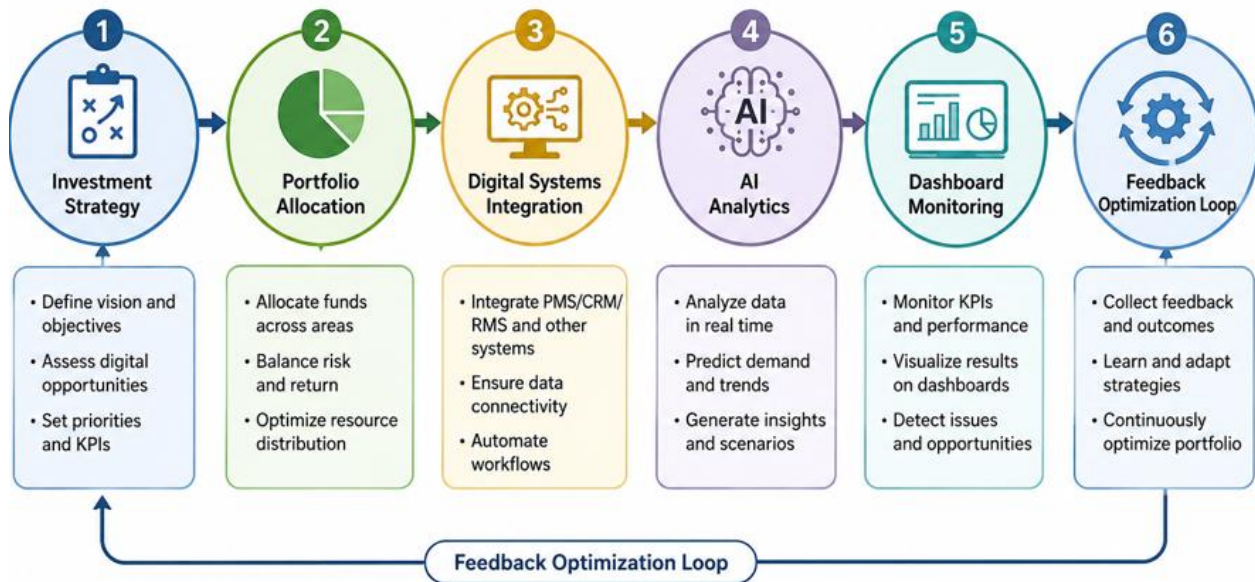 1
Investment
Strategy
• Define vision and
objectives
• Assess digital
opportunities
• Set priorities
and KPIs
2
Portfolio
Allocation
• Allocate funds
across areas
• Balance risk
and return
• Optimize resource
distribution
3
Digital Systems
Integration
• Integrate PMS/CRM/
RMS and other
systems
• Ensure data
connectivity
• Automate
workflows
4
AI
AI
Analytics
• Analyze data
in real time
• Predict demand
and trends
• Generate insights
and scenarios
5
Dashboard
Monitoring
• Monitor KPIs
and performance
• Visualize results
on dashboards
• Detect issues
and opportunities
6
Feedback
Optimization Loop
• Collect feedback
and outcomes
• Learn and adapt
strategies
• Continuously
optimize portfolio
Feedback Optimization Loop